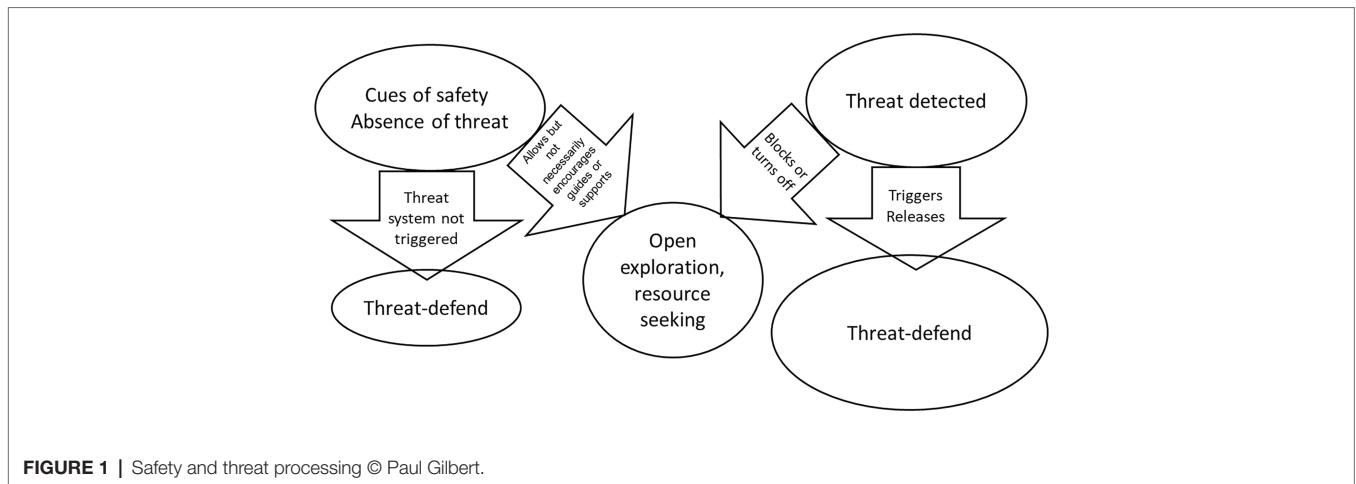 Cues of safety
Absence of threat
Allows but
not
necessarily
encourages
guides or
supports
Threat
system not
triggered
Threat-defend
Open
exploration,
resource
seeking
Threat detected
Blocks or
turns off
Triggers
Releases
Threat-defend
FIGURE 1 | Safety and threat processing © Paul Gilbert.